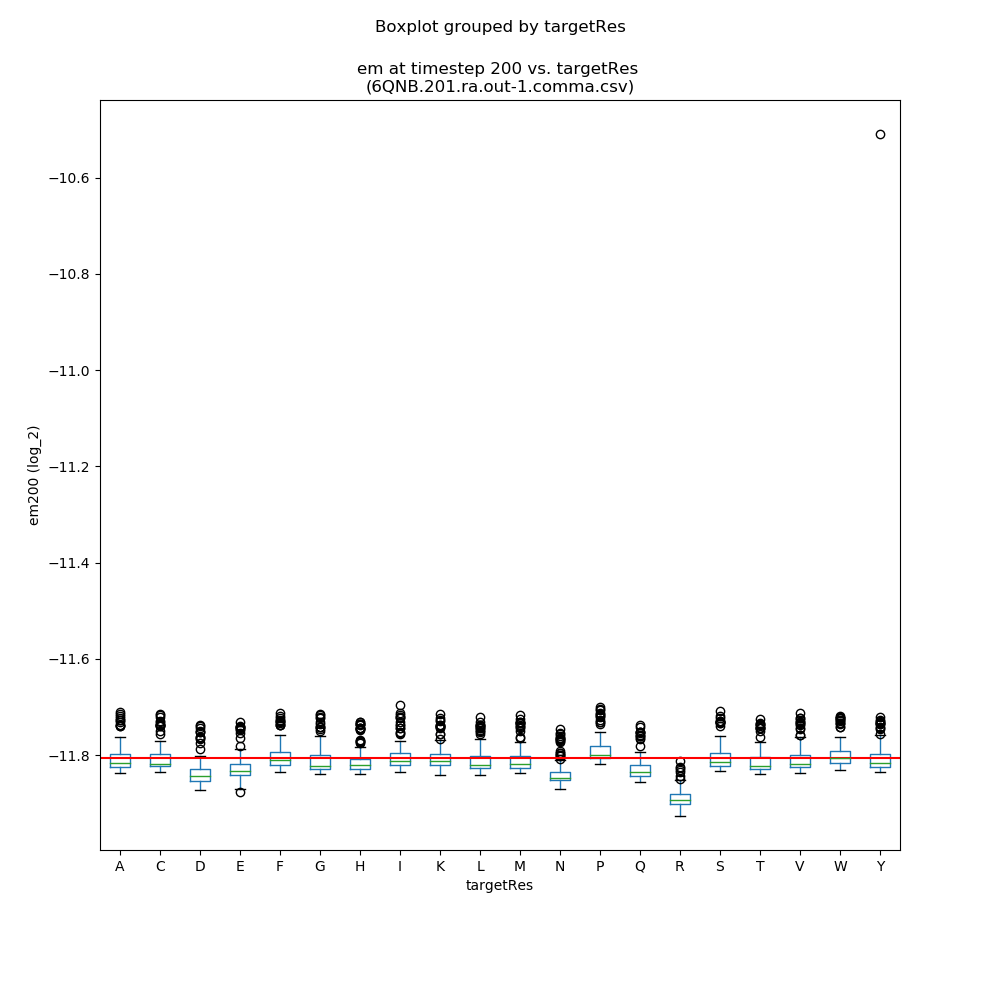 Boxplot grouped by targetRes
em at timestep 200 vs. targetRes
(6QNB.201.ra.out-1.comma.csv)
−10.6
−10.8
−11.0
−11.2
−11.4
−11.6
−11.8
em200 (log_2)
A C D E F G H I K L M N P Q R S T V W Y
targetRes